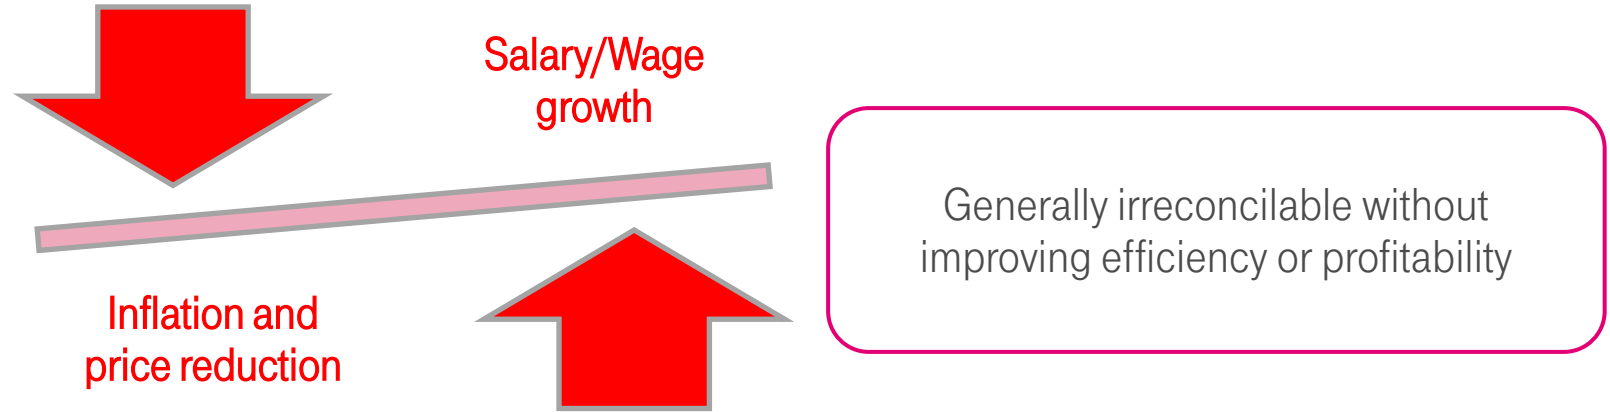 Salary/Wage
growth
Inflation and
price reduction
Generally irreconcilable without
improving efficiency or profitability